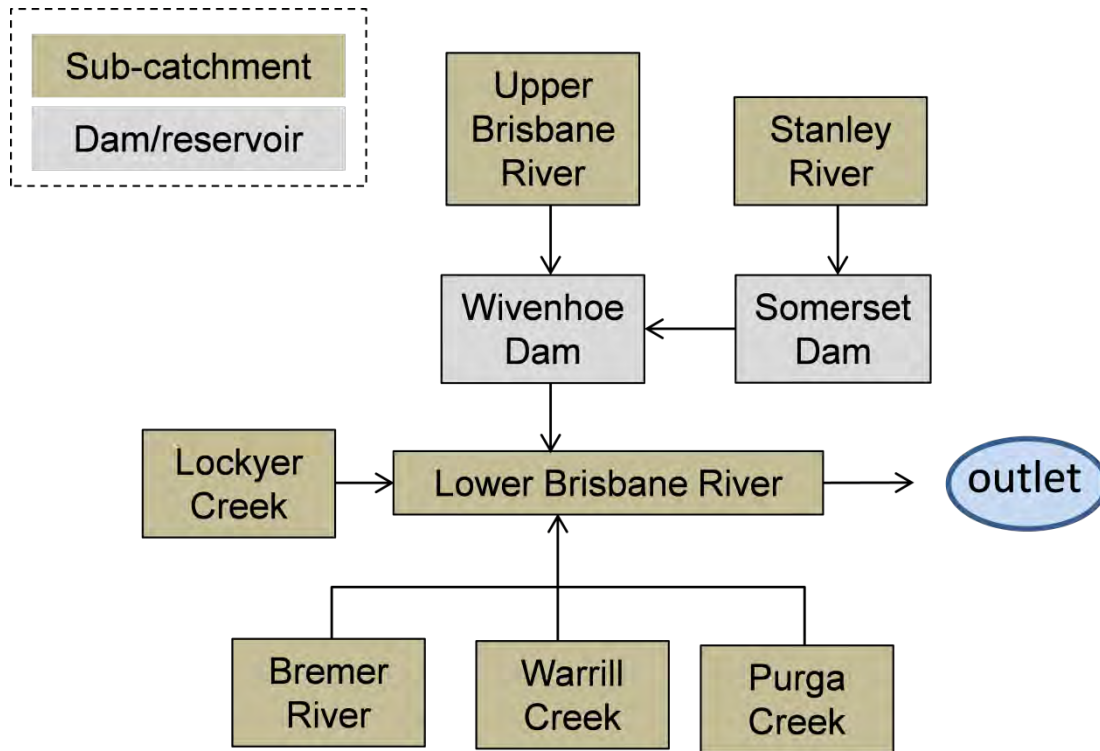 Sub-catchment
Dam/reservoir
Upper
Brisbane
River
Stanley
River
Wivenhoe
Dam
Somerset
Dam
Lockyer
Creek
Lower Brisbane River
outlet
Bremer
River
Warrill
Creek
Purga
Creek